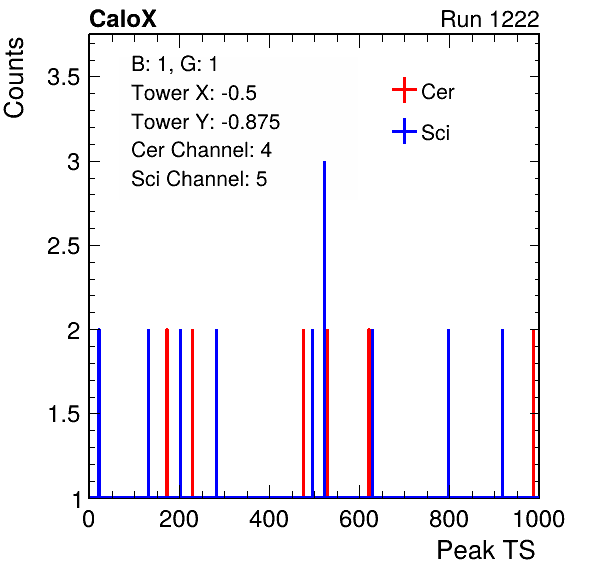 CaloX
Run 1222
Counts
B: 1, G: 1
Tower X: -0.5
Tower Y: -0.875
Cer Channel: 4
Sci Channel: 5
Cer
Sci
3.5
3
2.5
2
1.5
1
0 200 400 600 800 1000
Peak TS